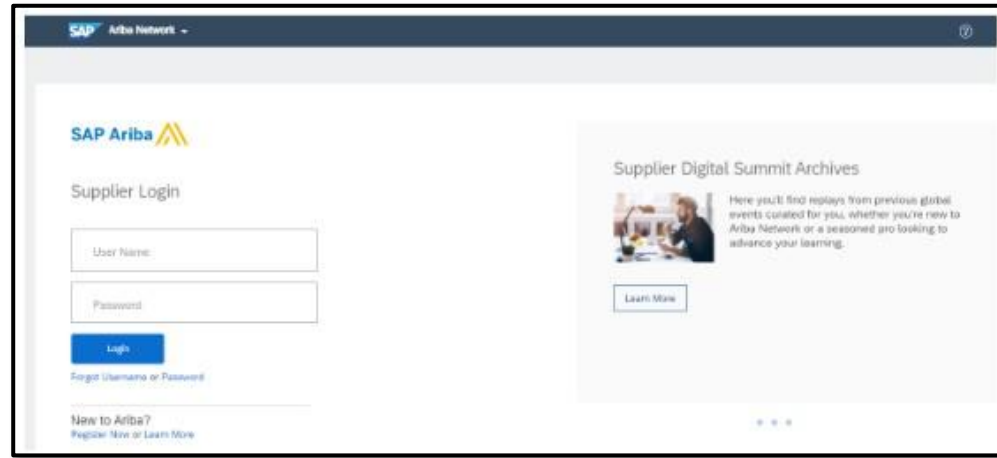 SAP Ariba Network
SAP Ariba
Supplier Login
User Name
Password
Login
Forgot Username or Password
New to Ariba?
Register Now or Learn More
Supplier Digital Summit Archives
Here you'll find replays from previous global
events curated for you, whether you're new to
Ariba Network or a seasoned pro looking to
advance your learning.
Learn More